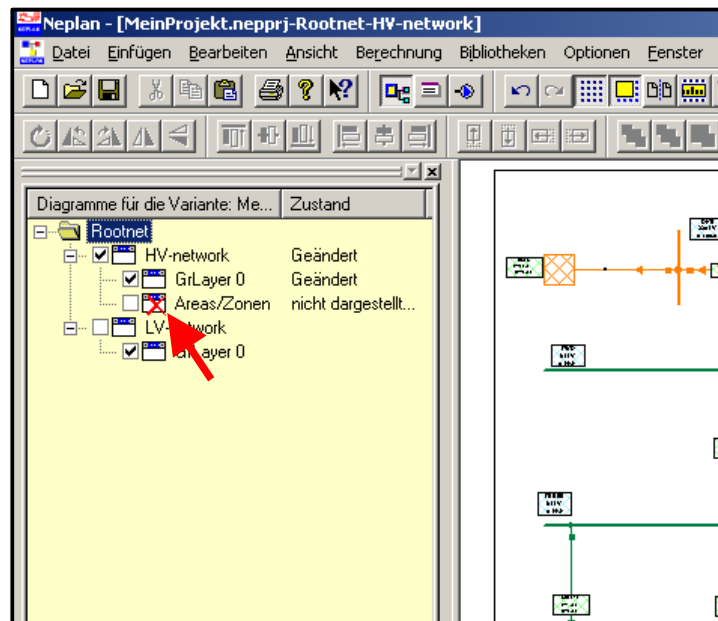 Neplan - [MeinProjekt.nepprj-Rootnet-HV-network]
Datei Einfügen Bearbeiten Ansicht Berechnung Bibliotheken Optionen Fenster
Diagramme für die Variante: Me... Zustand
Rootnet
HV-network Geändert
GrLayer 0 Geändert
Areas/Zonen nicht dargestellt...
LV-network
GrLayer 0